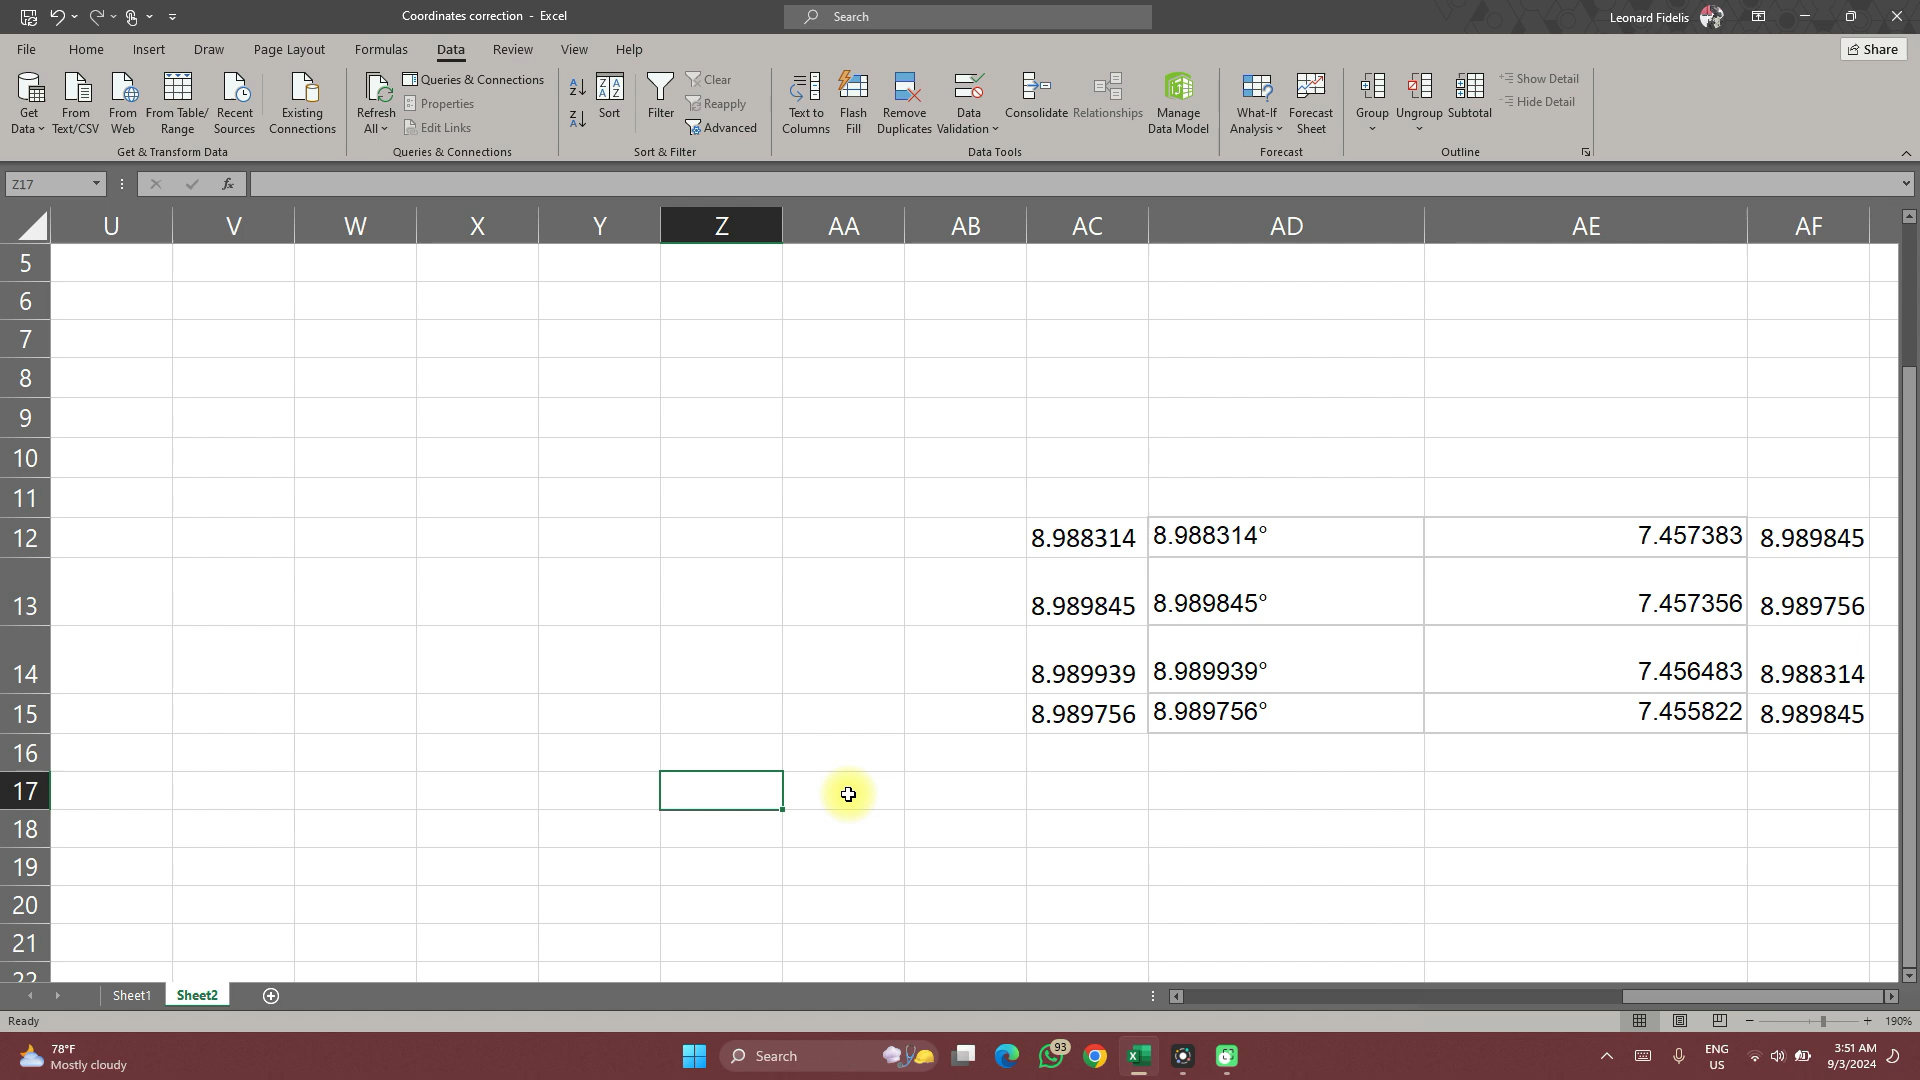 Coordinates correction - Excel
Search
Leonard Fidelis
File Home Insert Draw Page Layout Formulas Data Review View Help
Share
Get Data
From Text/CSV
From Web
From Table/ Range
Recent Sources
Existing Connections
Get & Transform Data
Refresh All
Queries & Connections
Properties
Edit Links
Queries & Connections
Sort
Filter
Clear
Reapply
Advanced
Sort & Filter
Text to Columns
Flash Fill
Remove Duplicates
Data Validation
Consolidate
Relationships
Manage Data Model
Data Tools
What-If Analysis
Forecast Sheet
Forecast
Group
Ungroup
Subtotal
Show Detail
Hide Detail
Outline
Z17
fx
U V W X Y Z AA AB AC AD AE AF
5
6
7
8
9
10
11
12 8.988314 8.988314° 7.457383 8.989845
13 8.989845 8.989845° 7.457356 8.989756
14 8.989939 8.989939° 7.456483 8.988314
15 8.989756 8.989756° 7.455822 8.989845
16
17
18
19
20
21
22
Sheet1 Sheet2
Ready
190%
78°F
Mostly cloudy
Search
93
ENG
US
3:51 AM
9/3/2024